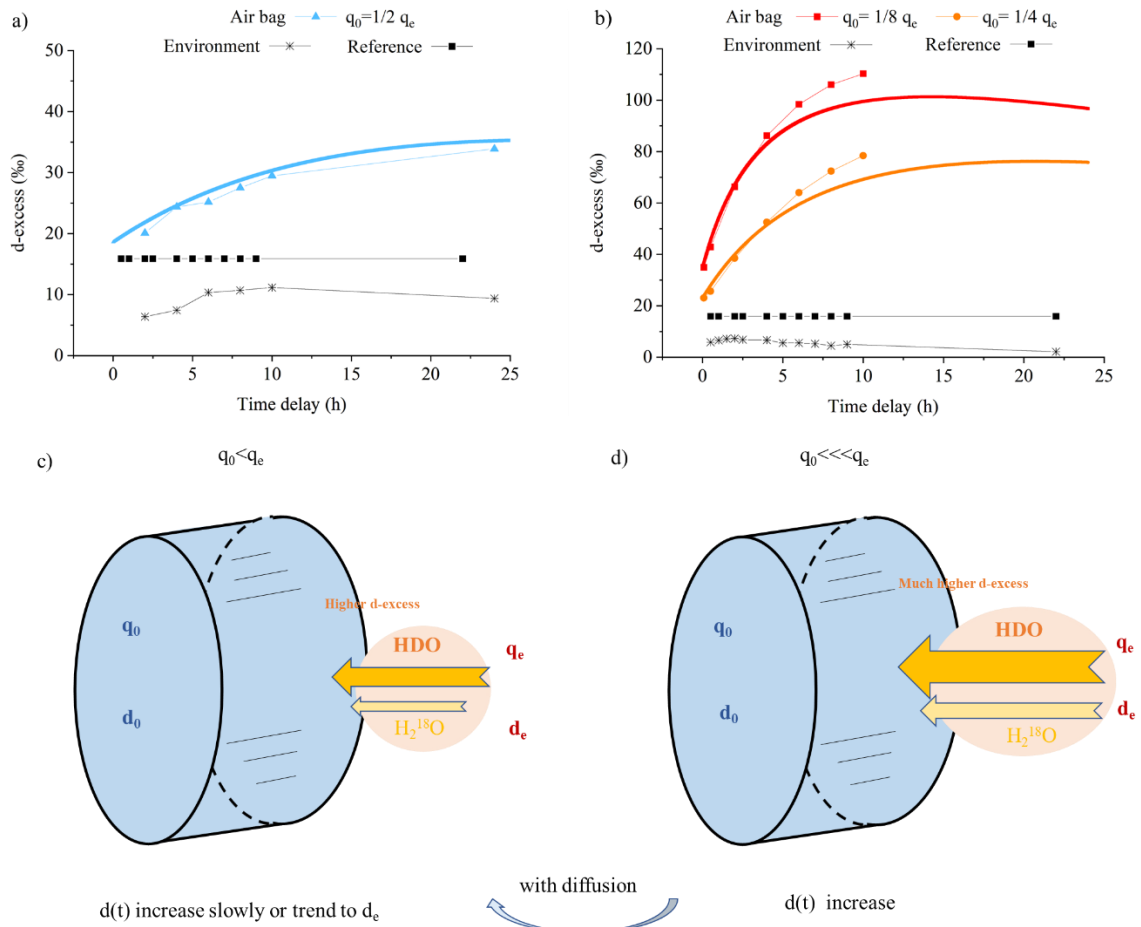 a)
Air bag q₀=1/2 qₑ
Environment Reference
50
40
30
20
10
0
d-excess (‰)
0 5 10 15 20 25
Time delay (h)
b)
Air bag q₀= 1/8 qₑ q₀= 1/4 qₑ
Environment Reference
120
100
80
60
40
20
0
d-excess (‰)
0 5 10 15 20 25
Time delay (h)
c)
q₀<qₑ
Higher d-excess
HDO
q₀
qₑ
d₀
H₂¹⁸O
dₑ
d(t) increase slowly or trend to dₑ
with diffusion
d)
q₀<<<qₑ
Much higher d-excess
HDO
q₀
qₑ
d₀
dₑ
H₂¹⁸O
d(t) increase